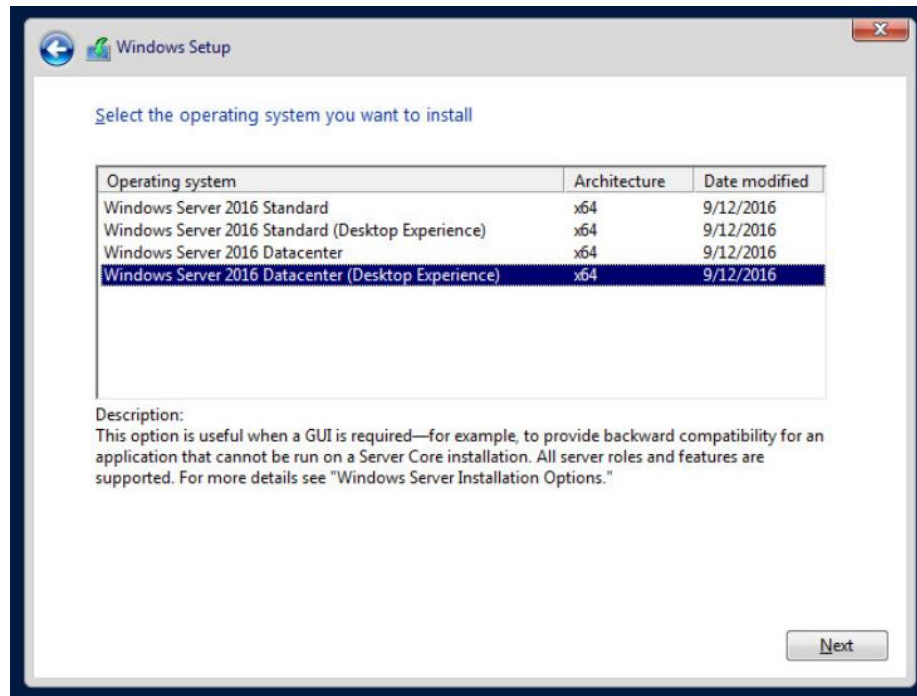 Windows Setup
Select the operating system you want to install
Operating system Architecture Date modified
Windows Server 2016 Standard x64 9/12/2016
Windows Server 2016 Standard (Desktop Experience) x64 9/12/2016
Windows Server 2016 Datacenter x64 9/12/2016
Windows Server 2016 Datacenter (Desktop Experience) x64 9/12/2016
Description:
This option is useful when a GUI is required—for example, to provide backward compatibility for an
application that cannot be run on a Server Core installation. All server roles and features are
supported. For more details see "Windows Server Installation Options."
Next